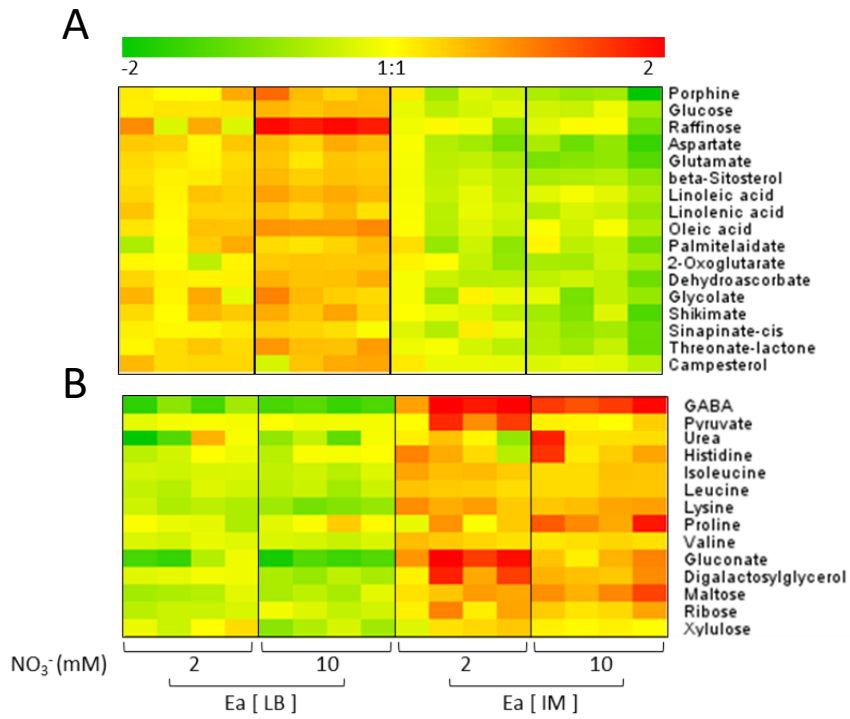 A
-2 1:1 2
Porphine
Glucose
Raffinose
Aspartate
Glutamate
beta-Sitosterol
Linoleic acid
Linolenic acid
Oleic acid
Palmitelaidate
2-Oxoglutarate
Dehydroascorbate
Glycolate
Shikimate
Sinapinate-cis
Threonate-lactone
Campesterol
B
GABA
Pyruvate
Urea
Histidine
Isoleucine
Leucine
Lysine
Proline
Valine
Gluconate
Digalactosylglycerol
Maltose
Ribose
Xylulose
NO₃⁻(mM) 2 10 2 10
Ea [ LB ] Ea [ IM ]